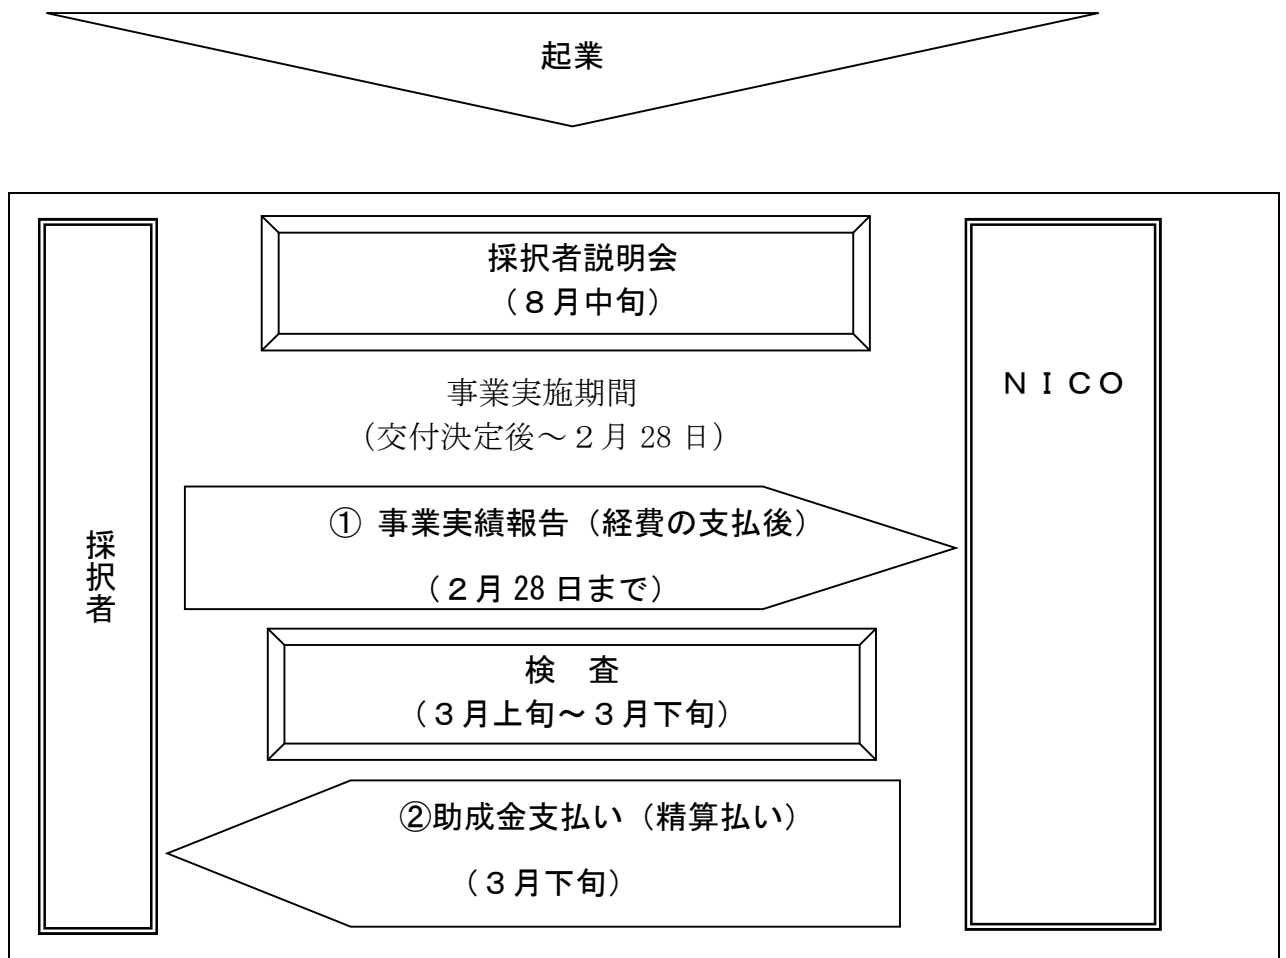 起業
採択者説明会
（８月中旬）
ＮＩＣＯ
事業実施期間
（交付決定後～２月 28 日）
① 事業実績報告（経費の支払後）
（２月 28 日まで）
採択者
検　査
（３月上旬～３月下旬）
②助成金支払い（精算払い）
（３月下旬）